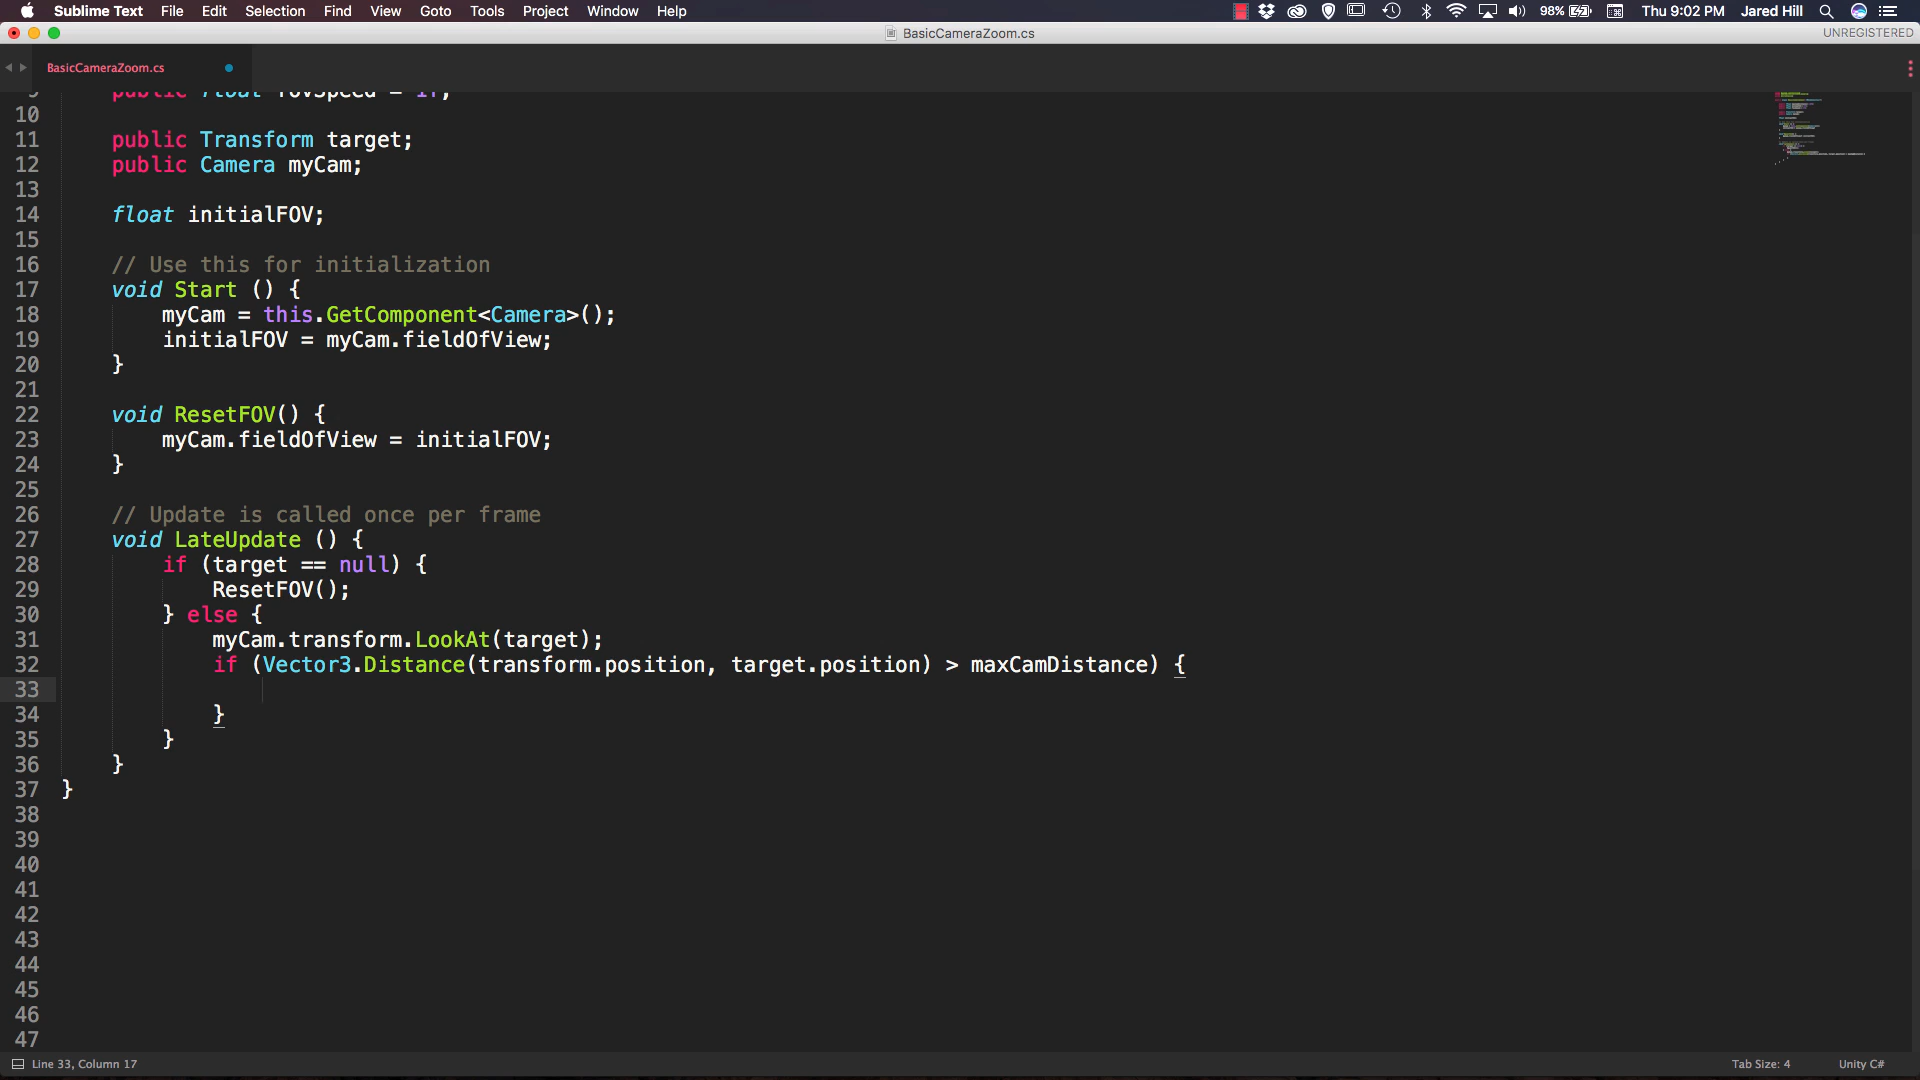 Sublime Text File Edit Selection Find View Goto Tools Project Window Help 98% Thu 9:02 PM Jared Hill
BasicCameraZoom.cs UNREGISTERED
BasicCameraZoom.cs
9 public float fovSpeed = 1f;
10
11 public Transform target;
12 public Camera myCam;
13
14 float initialFOV;
15
16 // Use this for initialization
17 void Start () {
18 myCam = this.GetComponent<Camera>();
19 initialFOV = myCam.fieldOfView;
20 }
21
22 void ResetFOV() {
23 myCam.fieldOfView = initialFOV;
24 }
25
26 // Update is called once per frame
27 void LateUpdate () {
28 if (target == null) {
29 ResetFOV();
30 } else {
31 myCam.transform.LookAt(target);
32 if (Vector3.Distance(transform.position, target.position) > maxCamDistance) {
33
34 }
35 }
36 }
37 }
38
39
40
41
42
43
44
45
46
47
Line 33, Column 17 Tab Size: 4 Unity C#